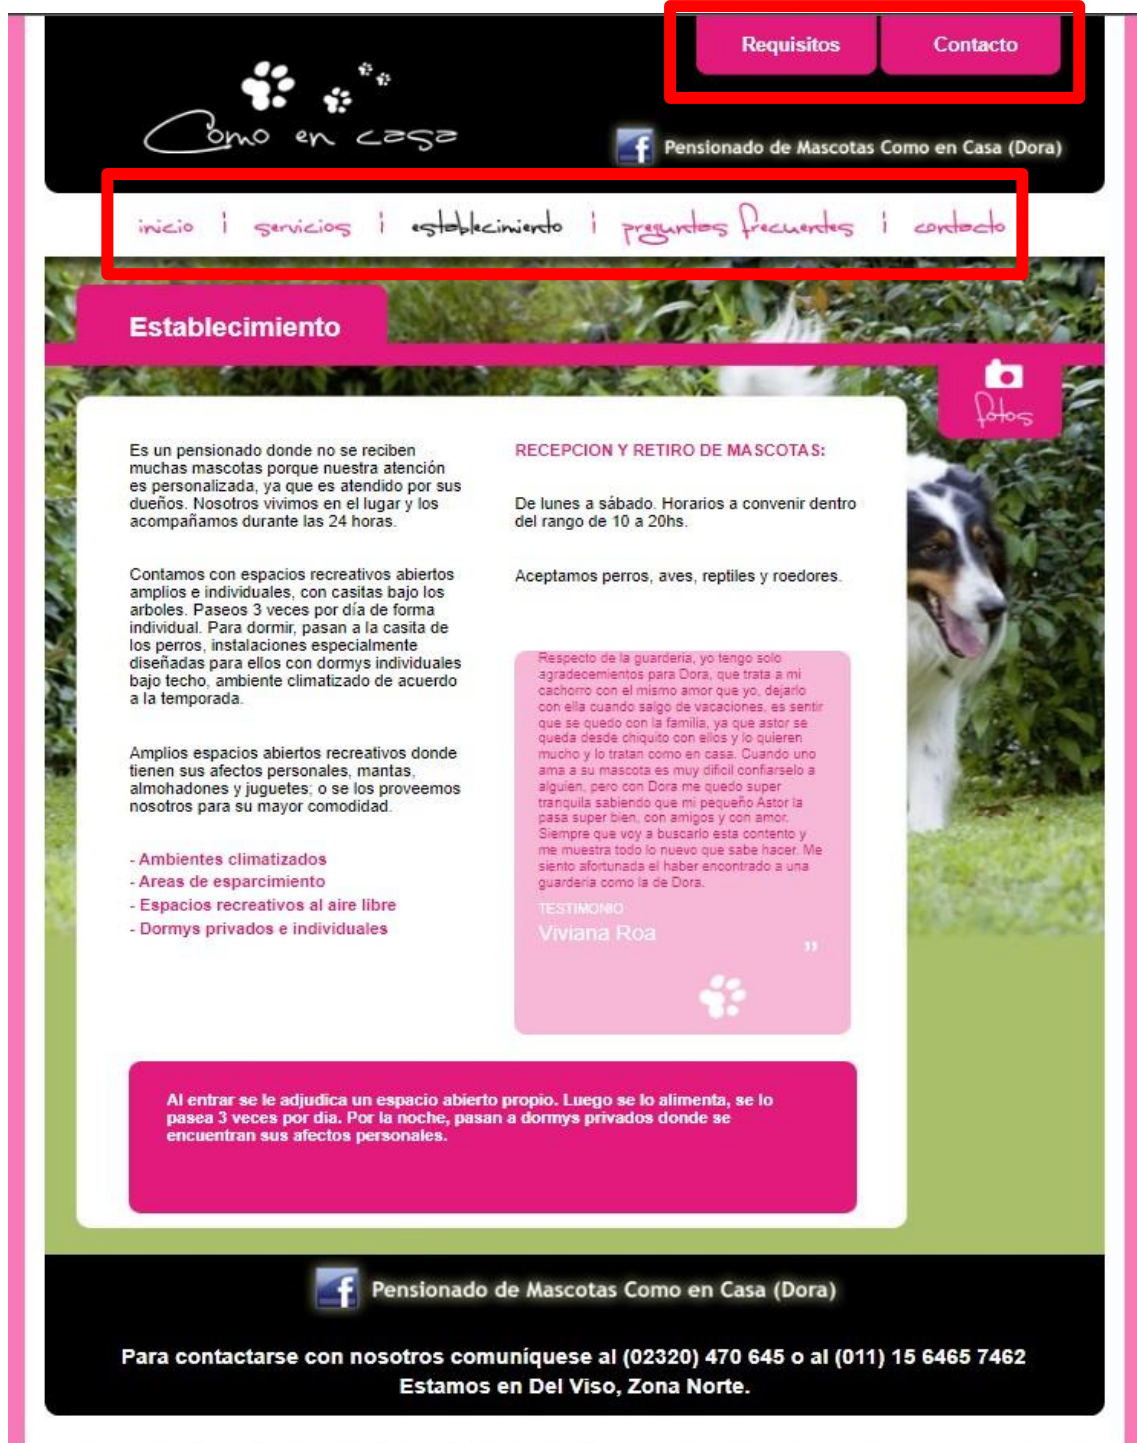 Requisitos
Contacto
Como en casa
Pensionado de Mascotas Como en Casa (Dora)
inicio | servicios | establecimiento | preguntas frecuentes | contacto
Establecimiento
fotos
Es un pensionado donde no se reciben
muchas mascotas porque nuestra atención
es personalizada, ya que es atendido por sus
dueños. Nosotros vivimos en el lugar y los
acompañamos durante las 24 horas.
Contamos con espacios recreativos abiertos
amplios e individuales, con casitas bajo los
arboles. Paseos 3 veces por día de forma
individual. Para dormir, pasan a la casita de
los perros, instalaciones especialmente
diseñadas para ellos con dormys individuales
bajo techo, ambiente climatizado de acuerdo
a la temporada.
Amplios espacios abiertos recreativos donde
tienen sus afectos personales, mantas,
almohadones y juguetes; o se los proveemos
nosotros para su mayor comodidad.
- Ambientes climatizados
- Areas de esparcimiento
- Espacios recreativos al aire libre
- Dormys privados e individuales
RECEPCION Y RETIRO DE MASCOTAS:
De lunes a sábado. Horarios a convenir dentro
del rango de 10 a 20hs.
Aceptamos perros, aves, reptiles y roedores.
Respecto de la guarderia, yo tengo solo
agradecemientos para Dora, que trata a mi
cachorro con el mismo amor que yo, dejarlo
con ella cuando salgo de vacaciones, es sentir
que se quedo con la familia, ya que astor se
queda desde chiquito con ellos y lo quieren
mucho y lo tratan como en casa. Cuando uno
ama a su mascota es muy dificil confiarselo a
alguien, pero con Dora me quedo super
tranquila sabiendo que mi pequeño Astor la
pasa super bien, con amigos y con amor.
Siempre que voy a buscarlo esta contento y
me muestra todo lo nuevo que sabe hacer. Me
siento afortunada el haber encontrado a una
guarderia como la de Dora.
TESTIMONIO
Viviana Roa
”
Al entrar se le adjudica un espacio abierto propio. Luego se lo alimenta, se lo
pasea 3 veces por dia. Por la noche, pasan a dormys privados donde se
encuentran sus afectos personales.
Pensionado de Mascotas Como en Casa (Dora)
Para contactarse con nosotros comuníquese al (02320) 470 645 o al (011) 15 6465 7462
Estamos en Del Viso, Zona Norte.